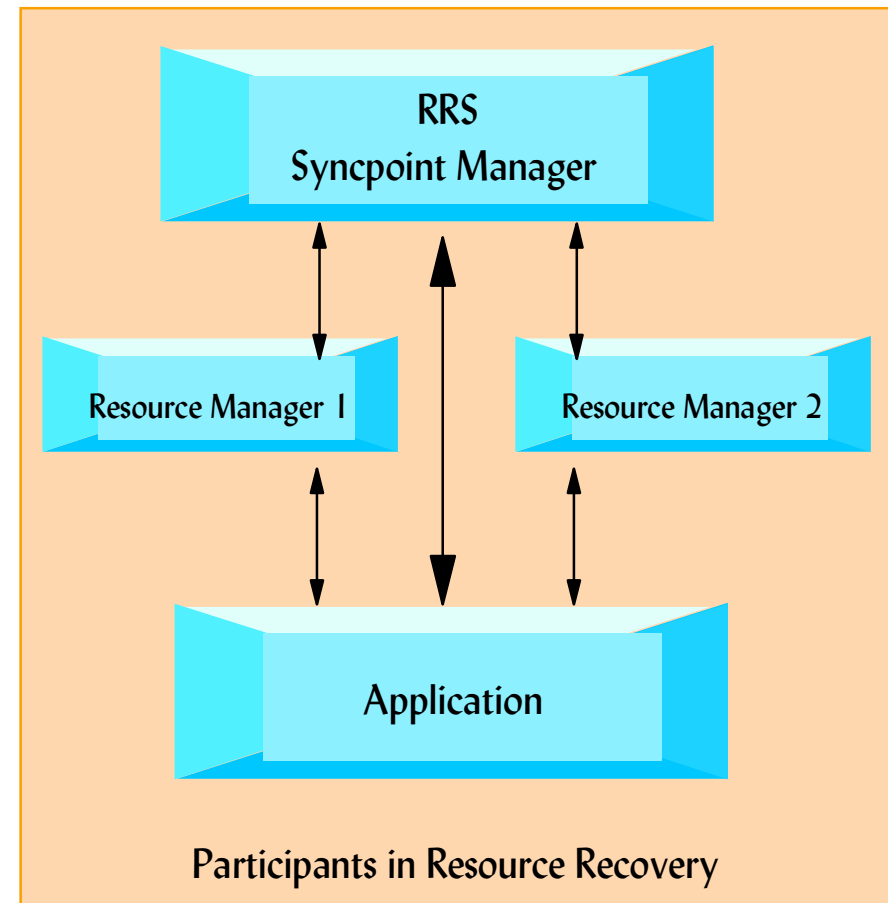 RRS
Syncpoint Manager
Resource Manager 1
Resource Manager 2
Application
Participants in Resource Recovery